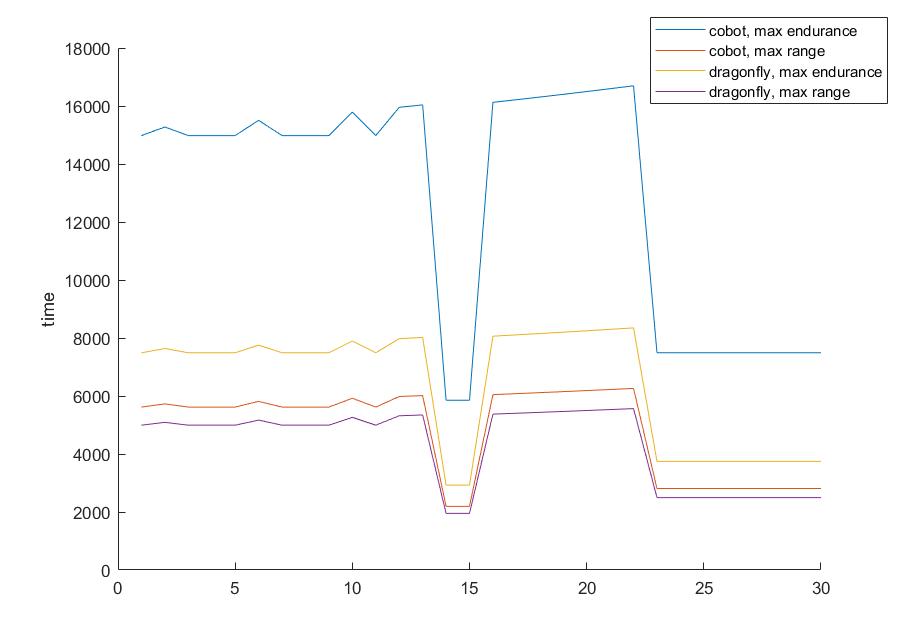 cobot, max endurance
cobot, max range
dragonfly, max endurance
dragonfly, max range
18000
16000
14000
12000
10000
8000
6000
4000
2000
0
time
0 5 10 15 20 25 30